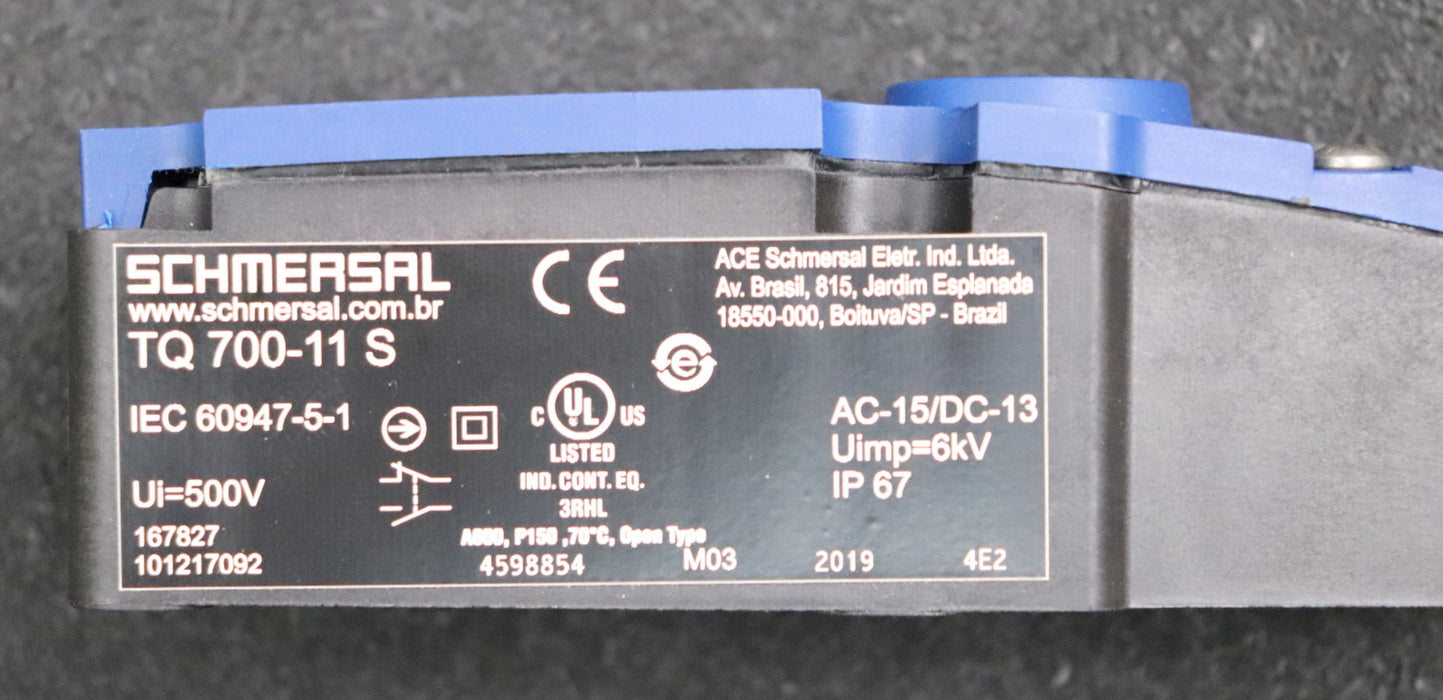 SCHMERSAL
www.schmersal.com.br
TQ 700-11 S
CE
ACE Schmersal Eletr. Ind. Ltda.
Av. Brasil, 815, Jardim Esplanada
18550-000, Boituva/SP - Brazil
e
IEC 60947-5-1
C UL US
LISTED
IND. CONT. EQ.
3RHL
A600, P150 ,70°C, Open Type
AC-15/DC-13
Uimp=6kV
IP 67
Ui=500V
167827
101217092
4598854
M03
2019
4E2